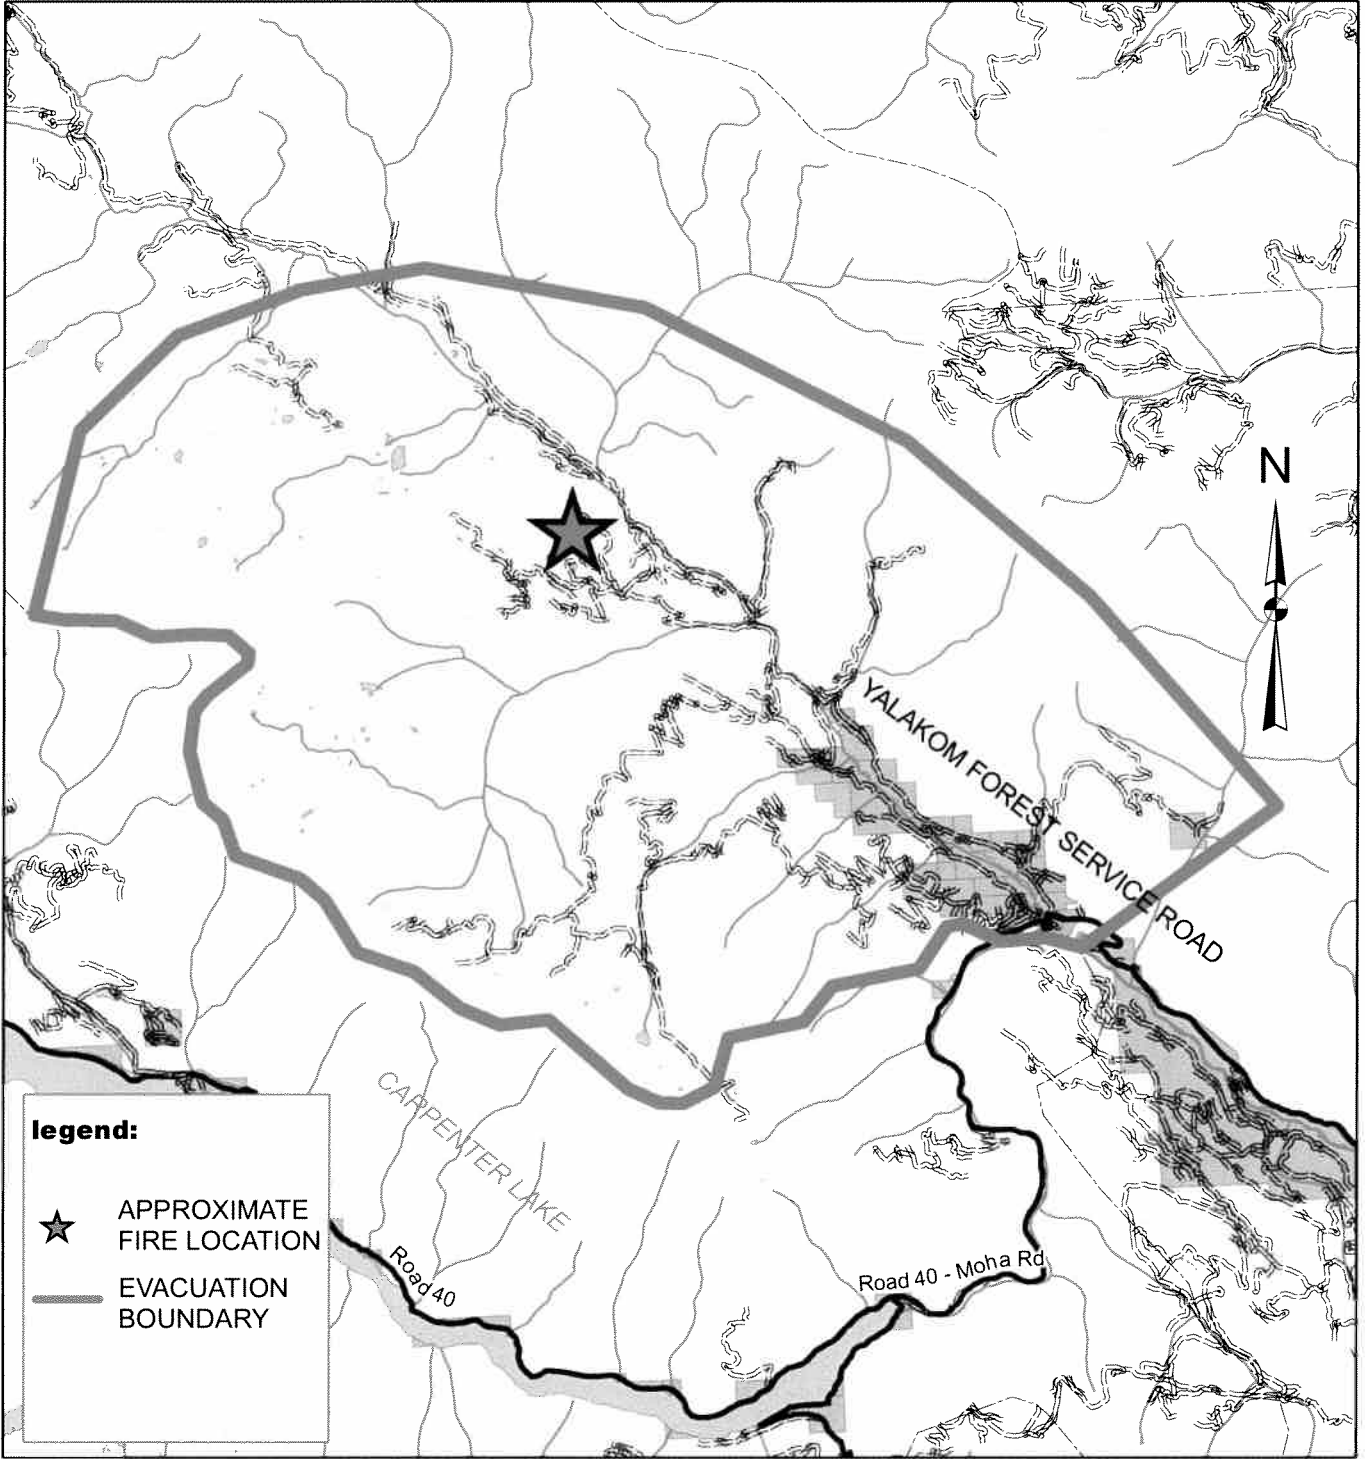 N
YALAKOM FOREST SERVICE ROAD
legend:
APPROXIMATE
FIRE LOCATION
EVACUATION
BOUNDARY
CARPENTER LAKE
Road 40
Road 40 - Moha Rd